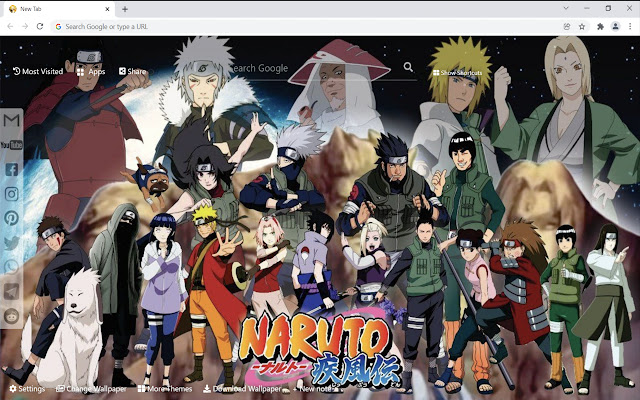 New Tab
Search Google or type a URL
Most Visited
Apps
Share
Search Google
Show Shortcuts
YouTube
NARUTO
-ナルト-
疾風伝
Settings
Change Wallpaper
More Themes
Download Wallpaper
+ New note